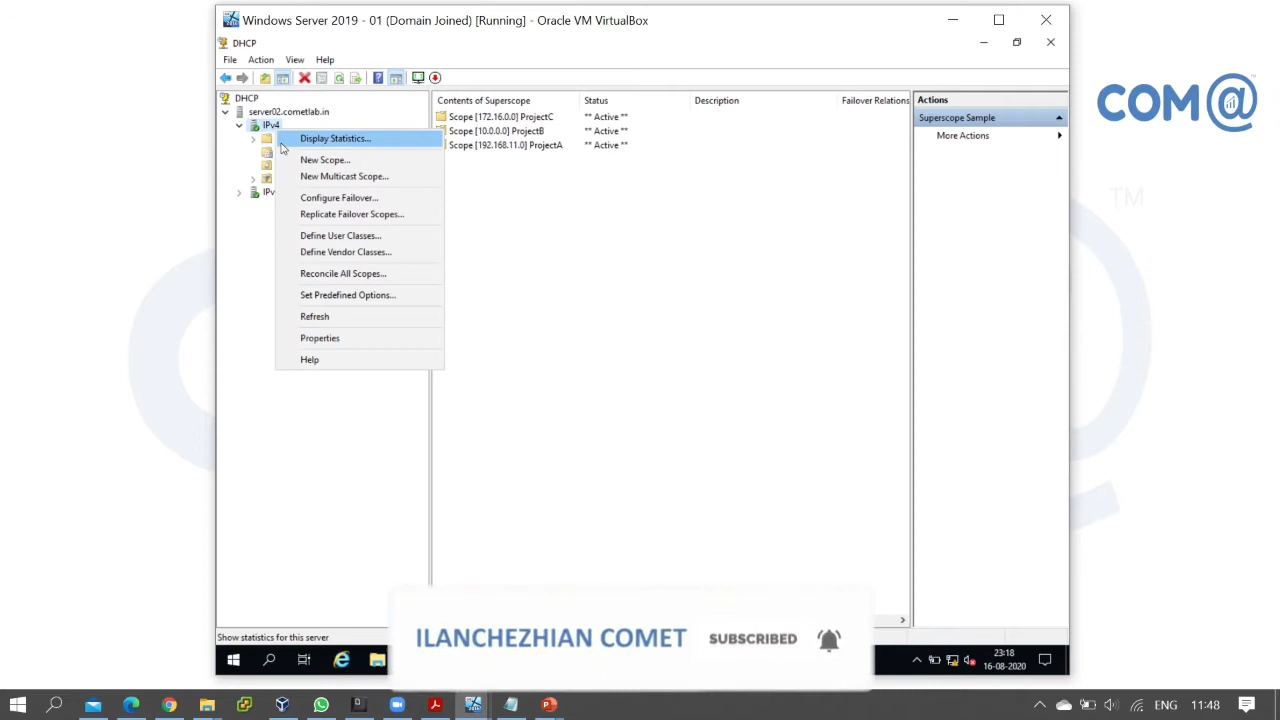 Windows Server 2019 - 01 (Domain Joined) [Running] - Oracle VM VirtualBox
DHCP
File Action View Help
DHCP
server02.cometlab.in
IPv4
IPv
Display Statistics...
New Scope...
New Multicast Scope...
Configure Failover...
Replicate Failover Scopes...
Define User Classes...
Define Vendor Classes...
Reconcile All Scopes...
Set Predefined Options...
Refresh
Properties
Help
Contents of Superscope Status Description Failover Relations
Scope [172.16.0.0] ProjectC ** Active **
Scope [10.0.0.0] ProjectB ** Active **
Scope [192.168.11.0] ProjectA ** Active **
Actions
Superscope Sample
More Actions
COM@
TM
Show statistics for this server
ILANCHEZHIAN COMET SUBSCRIBED
23:18
16-08-2020
ENG 11:48